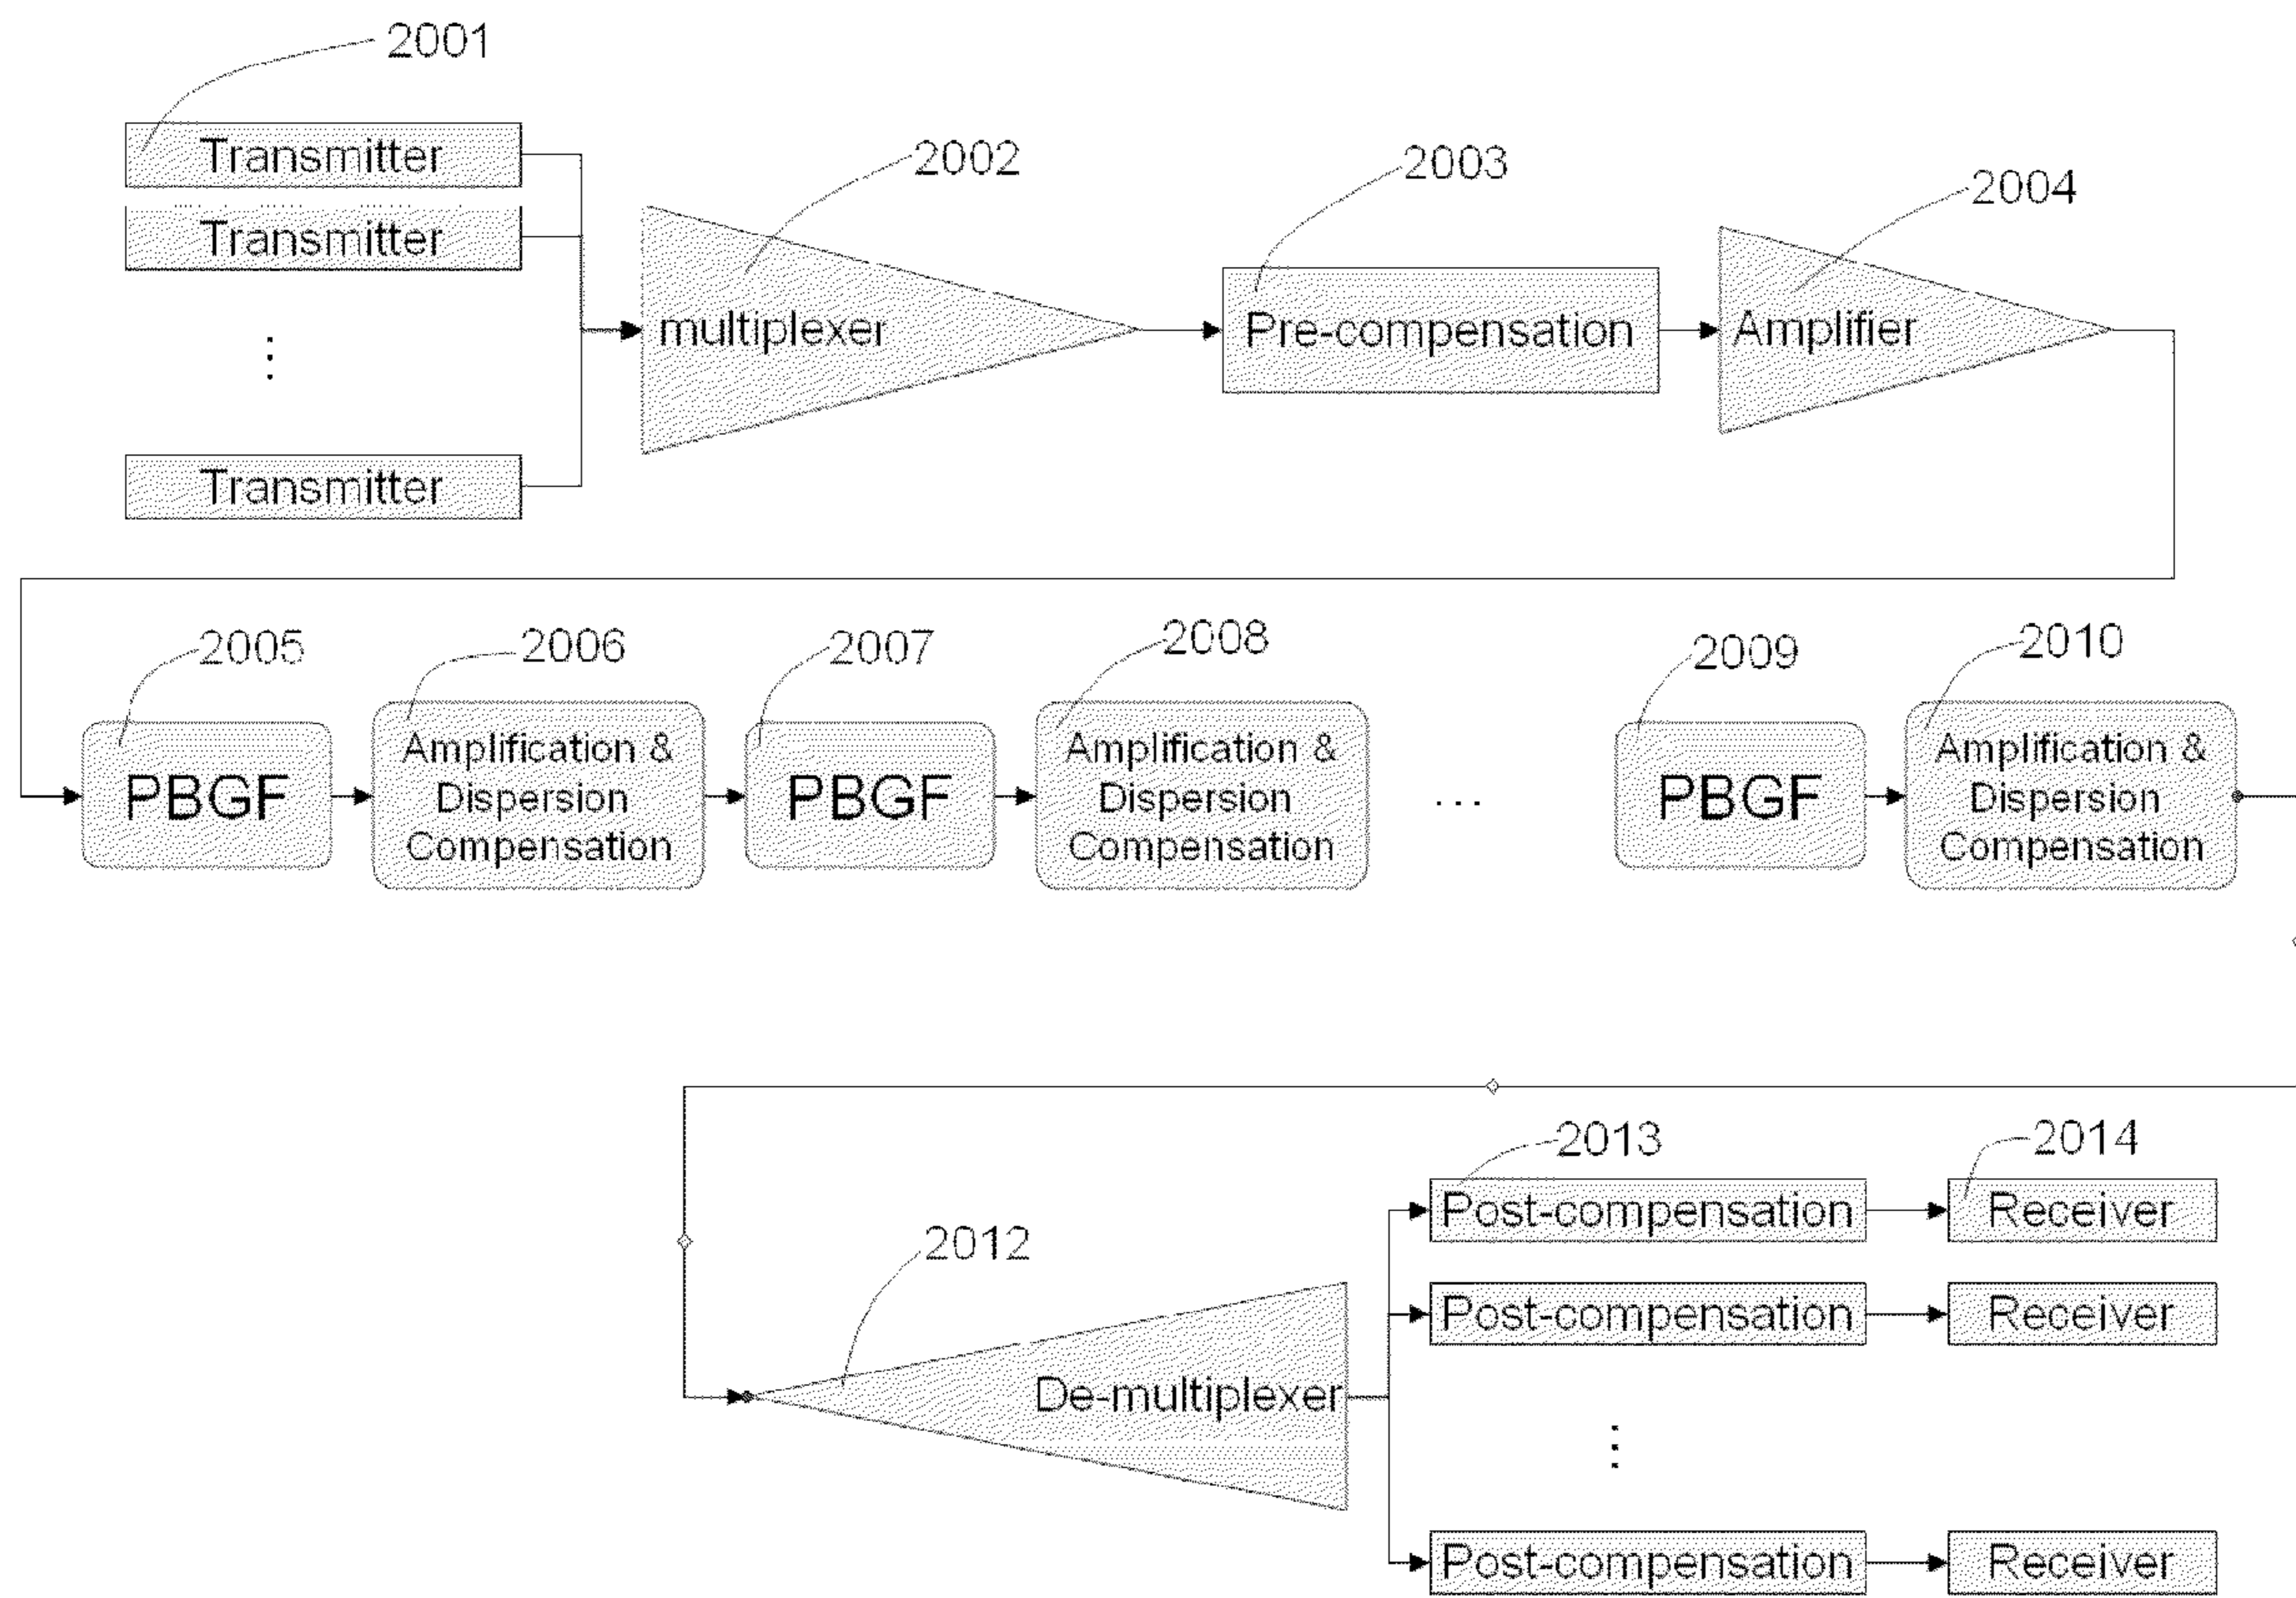 2001
2002
2003
2004
Transmitter
Transmitter
⋮
Transmitter
multiplexer
Pre-compensation
Amplifier
2005
2006
2007
2008
2009
2010
PBGF
Amplification &
Dispersion
Compensation
PBGF
Amplification &
Dispersion
Compensation
...
PBGF
Amplification &
Dispersion
Compensation
2012
2013
2014
De-multiplexer
Post-compensation
Receiver
Post-compensation
Receiver
⋮
Post-compensation
Receiver